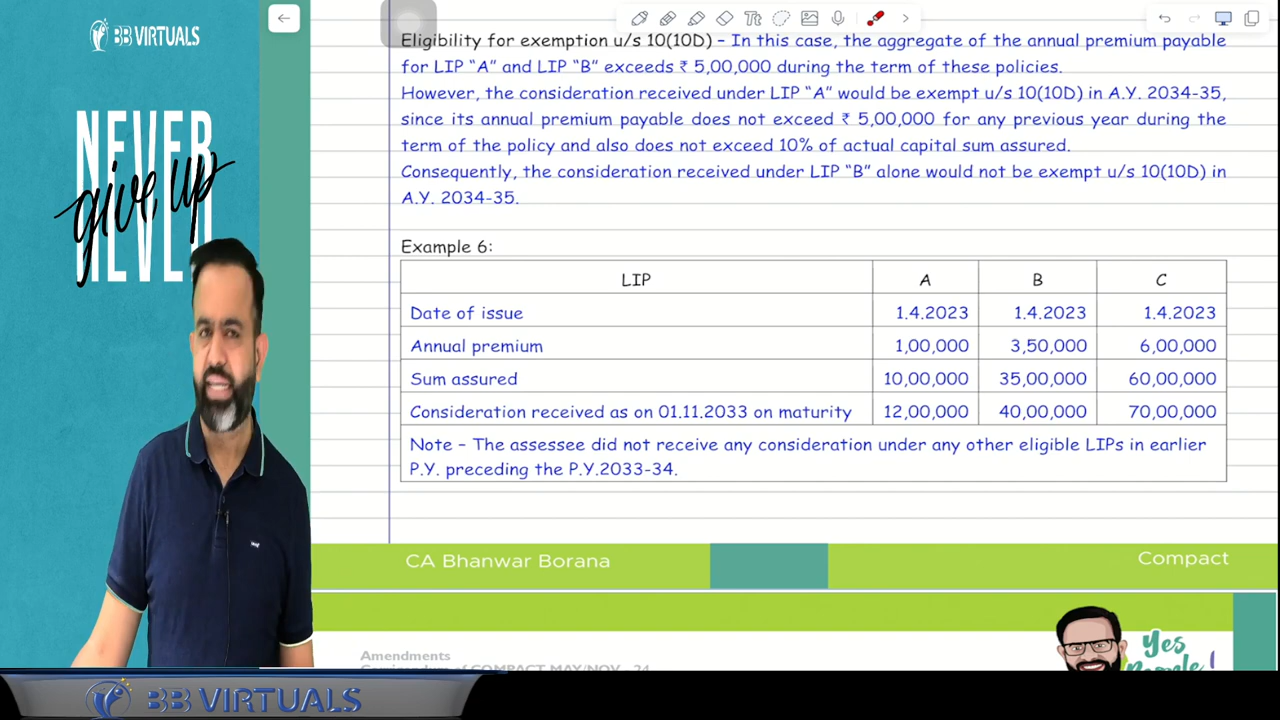 BB VIRTUALS
NEVER
give up
NEVER
Tt
Eligibility for exemption u/s 10(10D) – In this case, the aggregate of the annual premium payable
for LIP “A” and LIP “B” exceeds ₹ 5,00,000 during the term of these policies.
However, the consideration received under LIP “A” would be exempt u/s 10(10D) in A.Y. 2034-35,
since its annual premium payable does not exceed ₹ 5,00,000 for any previous year during the
term of the policy and also does not exceed 10% of actual capital sum assured.
Consequently, the consideration received under LIP “B” alone would not be exempt u/s 10(10D) in
A.Y. 2034-35.
Example 6:
LIP A B C
Date of issue 1.4.2023 1.4.2023 1.4.2023
Annual premium 1,00,000 3,50,000 6,00,000
Sum assured 10,00,000 35,00,000 60,00,000
Consideration received as on 01.11.2033 on maturity 12,00,000 40,00,000 70,00,000
Note – The assessee did not receive any consideration under any other eligible LIPs in earlier
P.Y. preceding the P.Y.2033-34.
CA Bhanwar Borana Compact
Amendments
COMPACT MAY/NOV - 24
Yes
People!
BB VIRTUALS